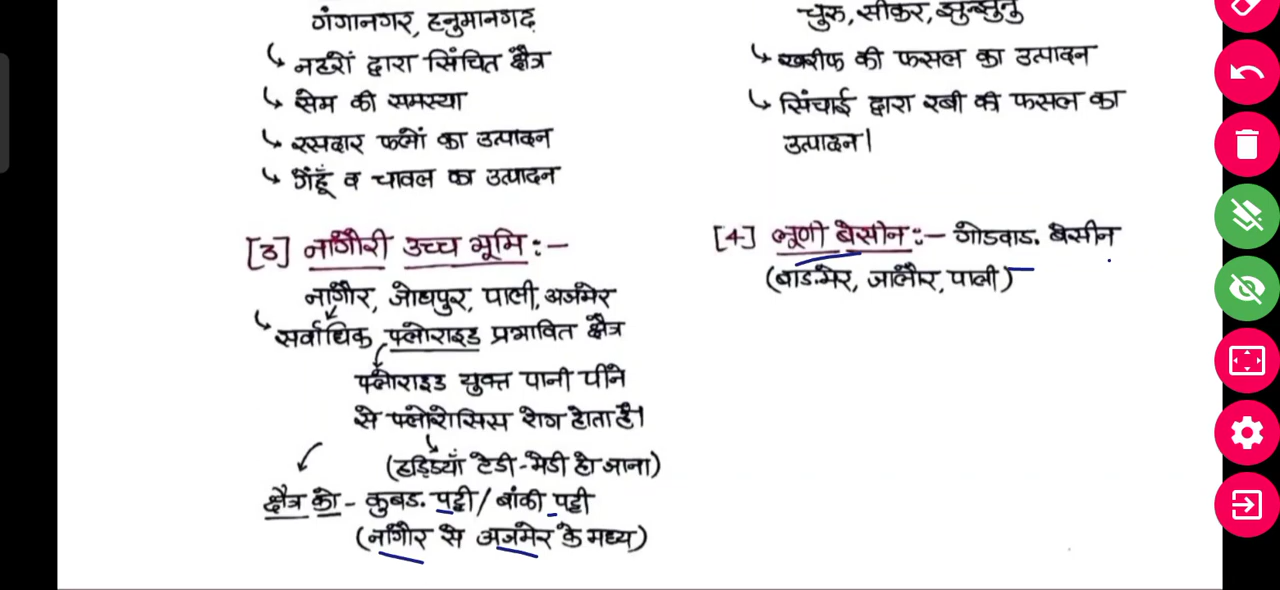 गंगानगर, हनुमानगढ़
↳ नहरों द्वारा सिंचित क्षैत्र
↳ सेम की समस्या
↳ रसदार फलों का उत्पादन
↳ गेंहूँ व चावल का उत्पादन
चुरू, सीकर, झुन्झुनु
↳ खरीफ की फसल का उत्पादन
↳ सिंचाई द्वारा रबी की फसल का
उत्पादन।
[3] नागौरी उच्च भूमि :-
नागौर, जोधपुर, पाली, अजमेर
↳ सर्वाधिक फ्लोराइड प्रभावित क्षैत्र
फ्लोराइड युक्त पानी पीने
से फ्लोरोसिस रोग होता है।
(हड्डियाँ टेडी-मेडी हो जाना)
क्षैत्र को - कुबड़ पट्टी / बांकी पट्टी
(नागौर से अजमेर के मध्य)
[4] लूणी बेसीन :- गोडवाड़ बेसीन
(बाड़मेर, जालौर, पाली)